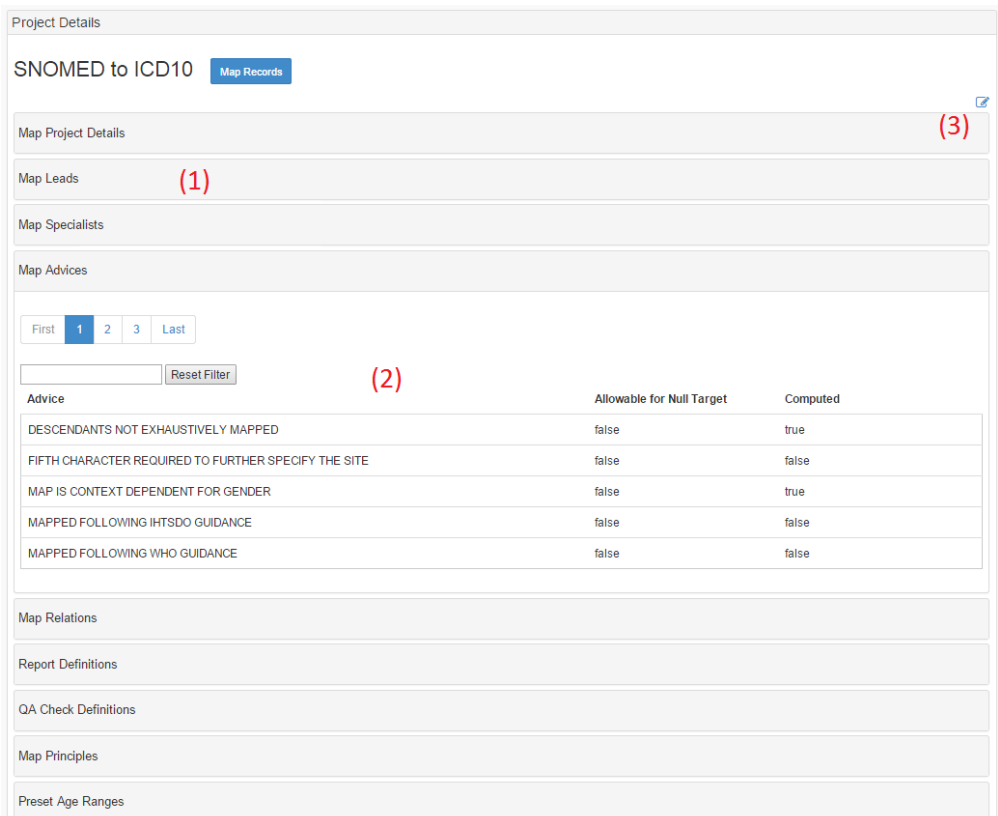 Project Details
SNOMED to ICD10 Map Records
Map Project Details (3)
Map Leads (1)
Map Specialists
Map Advices
First 1 2 3 Last
Reset Filter (2)
Advice Allowable for Null Target Computed
DESCENDANTS NOT EXHAUSTIVELY MAPPED false true
FIFTH CHARACTER REQUIRED TO FURTHER SPECIFY THE SITE false false
MAP IS CONTEXT DEPENDENT FOR GENDER false true
MAPPED FOLLOWING IHTSDO GUIDANCE false false
MAPPED FOLLOWING WHO GUIDANCE false false
Map Relations
Report Definitions
QA Check Definitions
Map Principles
Preset Age Ranges